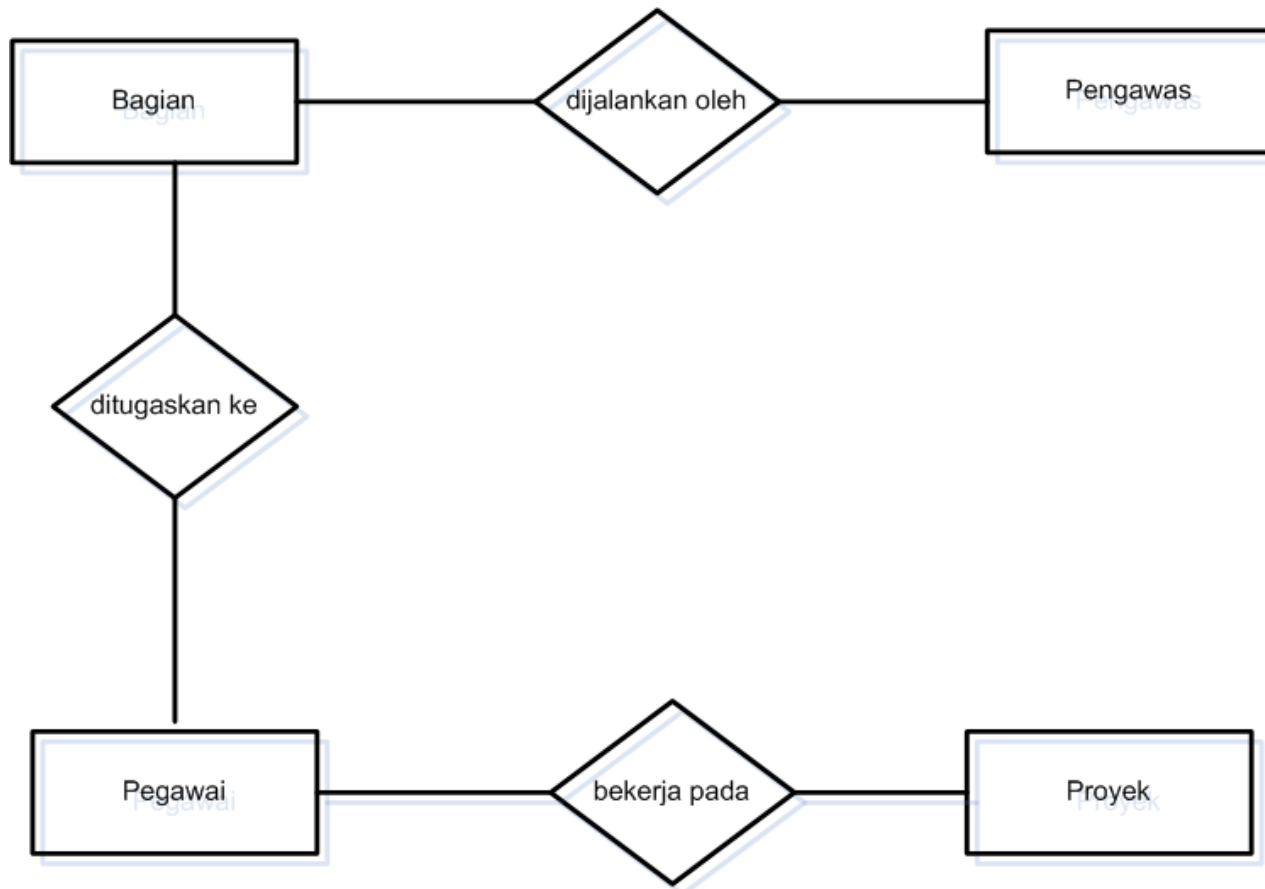 Bagian
dijalankan oleh
Pengawas
ditugaskan ke
Pegawai
bekerja pada
Proyek